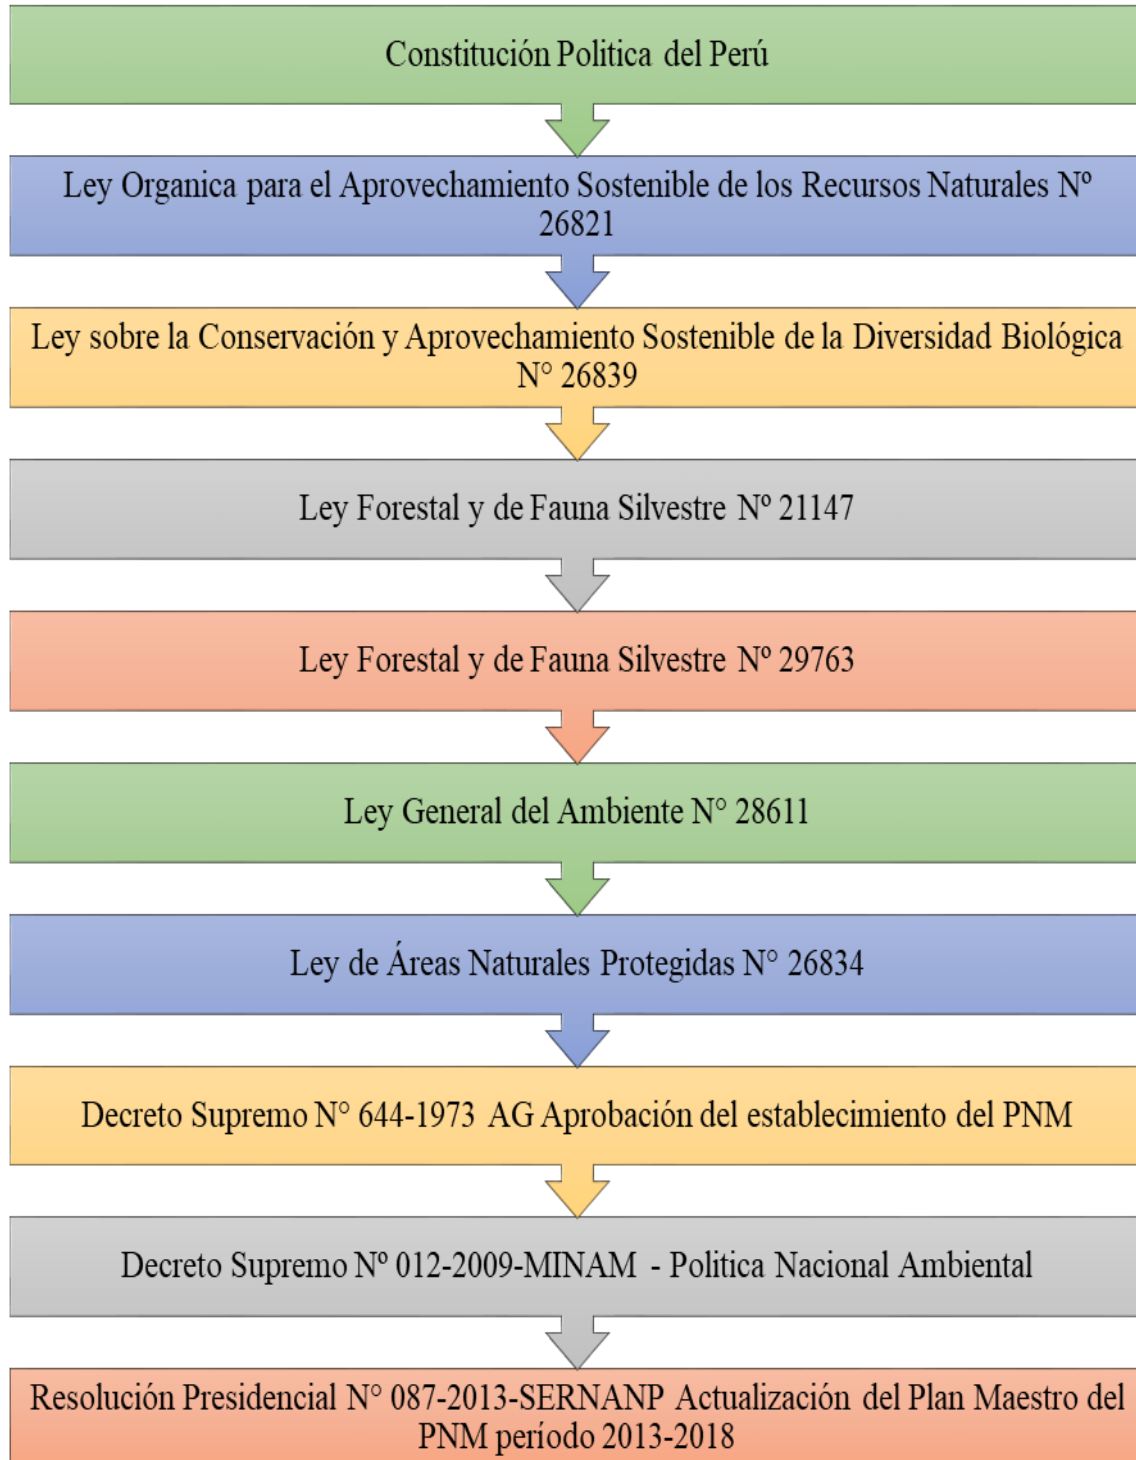 Constitución Politica del Perú
Ley Organica para el Aprovechamiento Sostenible de los Recursos Naturales Nº
26821
Ley sobre la Conservación y Aprovechamiento Sostenible de la Diversidad Biológica
N° 26839
Ley Forestal y de Fauna Silvestre Nº 21147
Ley Forestal y de Fauna Silvestre Nº 29763
Ley General del Ambiente N° 28611
Ley de Áreas Naturales Protegidas N° 26834
Decreto Supremo N° 644-1973 AG Aprobación del establecimiento del PNM
Decreto Supremo Nº 012-2009-MINAM - Politica Nacional Ambiental
Resolución Presidencial N° 087-2013-SERNANP Actualización del Plan Maestro del
PNM período 2013-2018